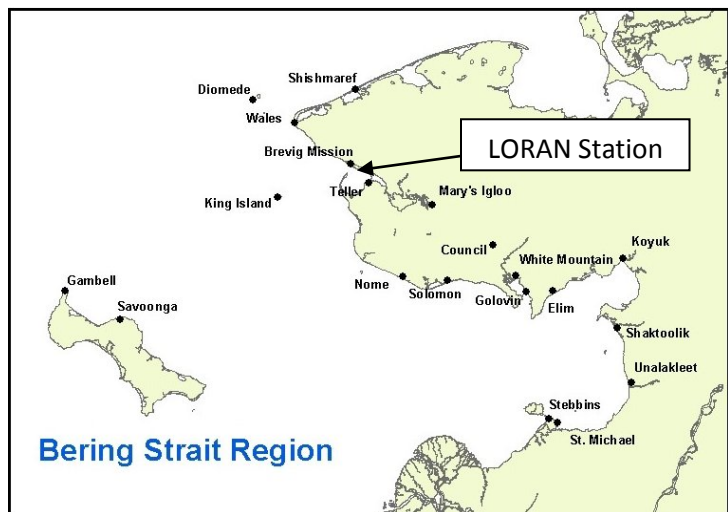 Shishmaref
Diomede
Wales
LORAN Station
Brevig Mission
Teller
Mary's Igloo
King Island
Council
Koyuk
White Mountain
Gambell
Nome
Solomon
Golovin
Elim
Savoonga
Shaktoolik
Unalakleet
Stebbins
St. Michael
Bering Strait Region